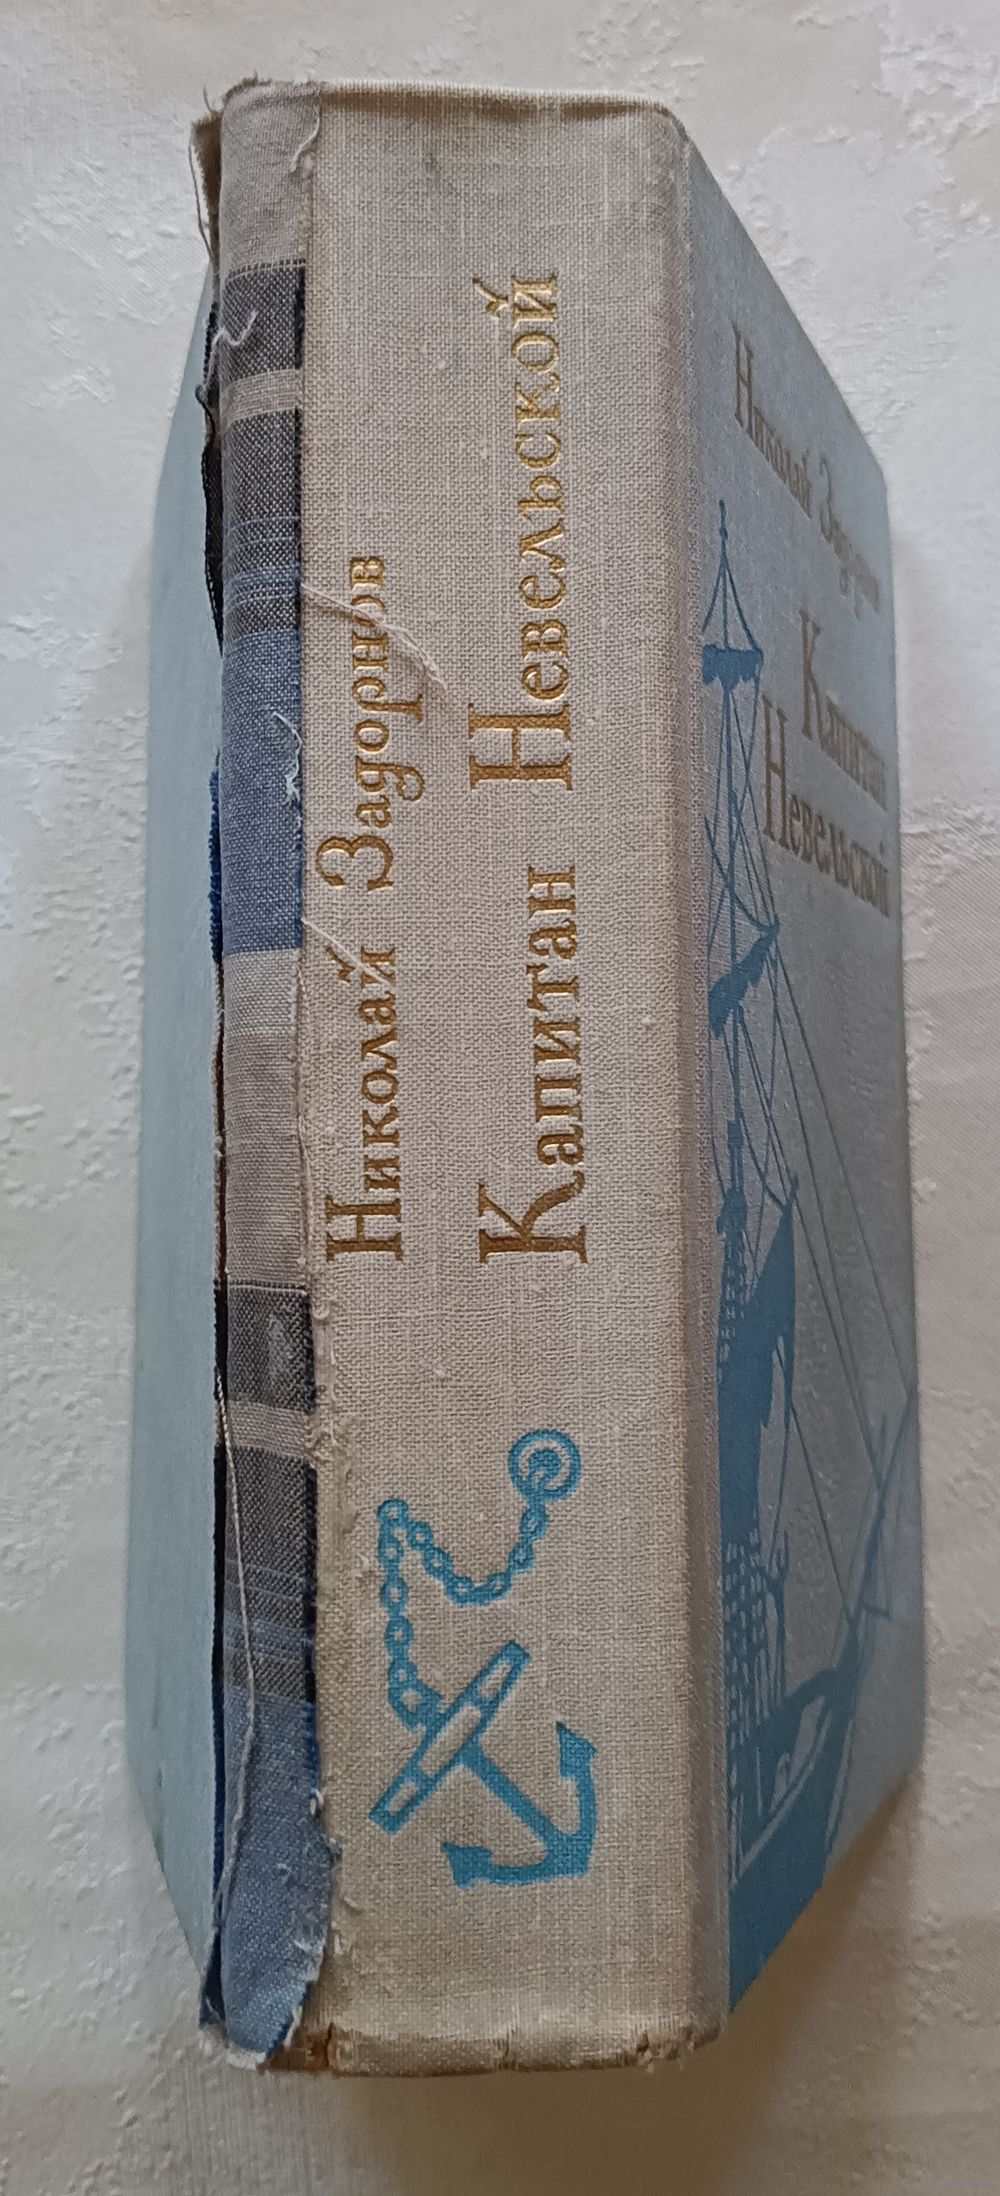 Николай Задорнов
Капитан Невельской
Николай Задорнов
Капитан
Невельской